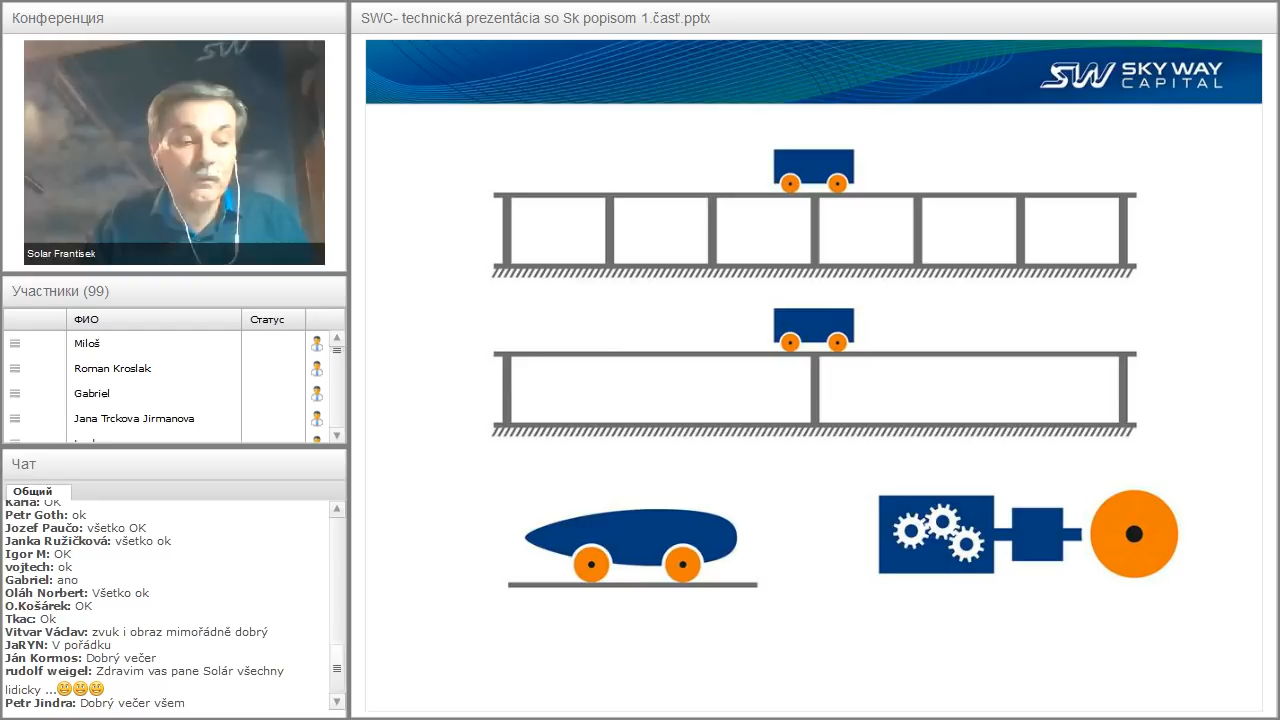 Конференция
SW
Solar Frantisek
Участники (99)
ФИО Статус
Miloš
Roman Kroslak
Gabriel
Jana Trckova Jirmanova
Чат
Общий
Karla: OK
Petr Goth: ok
Jozef Paučo: všetko OK
Janka Ružičková: všetko ok
Igor M: OK
vojtech: ok
Gabriel: ano
Oláh Norbert: Všetko ok
O.Košárek: OK
Tkac: Ok
Vitvar Václav: zvuk i obraz mimořádně dobrý
JaRYN: V pořádku
Ján Kormos: Dobrý večer
rudolf weigel: Zdravim vas pane Solár všechny
lidicky ...
Petr Jindra: Dobrý večer všem
SWC- technická prezentácia so Sk popisom 1.časť.pptx
SW SKY WAY
CAPITAL